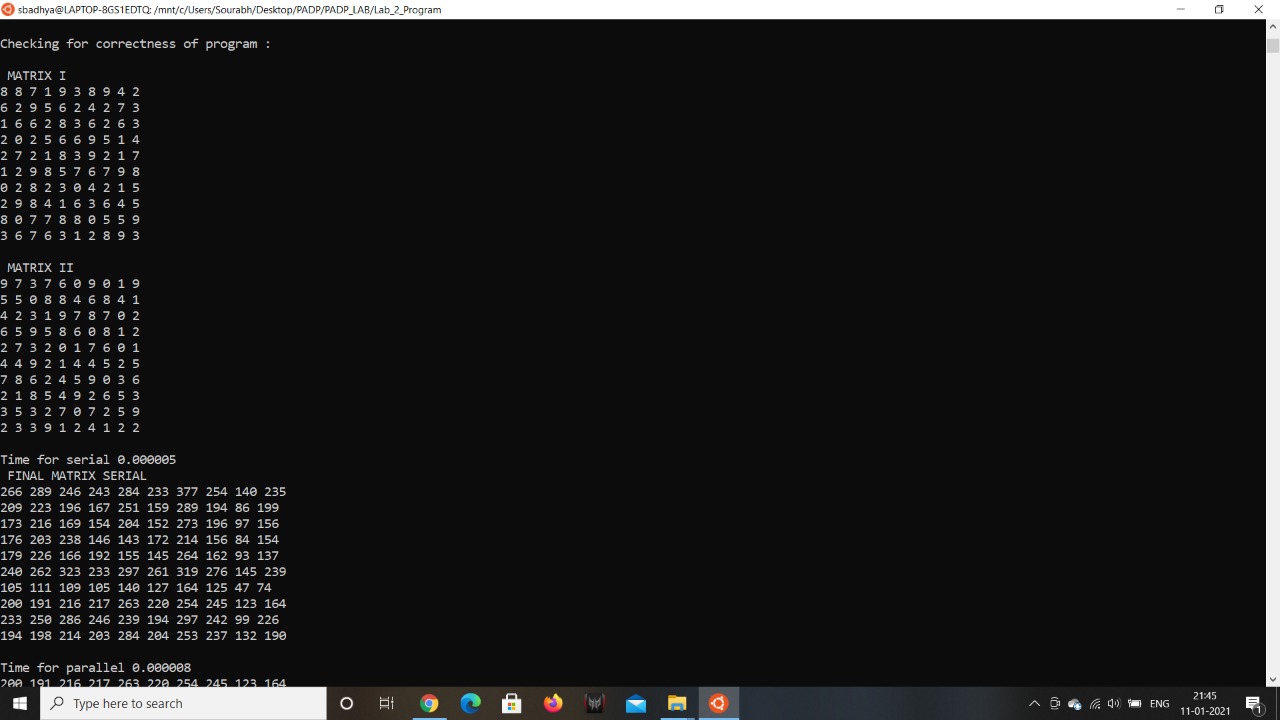 sbadhya@LAPTOP-8GS1EDTQ: /mnt/c/Users/Sourabh/Desktop/PADP/PADP_LAB/Lab_2_Program
Checking for correctness of program :
MATRIX I
8 8 7 1 9 3 8 9 4 2
6 2 9 5 6 2 4 2 7 3
1 6 6 2 8 3 6 2 6 3
2 0 2 5 6 6 9 5 1 4
2 7 2 1 8 3 9 2 1 7
1 2 9 8 5 7 6 7 9 8
0 2 8 2 3 0 4 2 1 5
2 9 8 4 1 6 3 6 4 5
8 0 7 7 8 8 0 5 5 9
3 6 7 6 3 1 2 8 9 3
MATRIX II
9 7 3 7 6 0 9 0 1 9
5 5 0 8 8 4 6 8 4 1
4 2 3 1 9 7 8 7 0 2
6 5 9 5 8 6 0 8 1 2
2 7 3 2 0 1 7 6 0 1
4 4 9 2 1 4 4 5 2 5
7 8 6 2 4 5 9 0 3 6
2 1 8 5 4 9 2 6 5 3
3 5 3 2 7 0 7 2 5 9
2 3 3 9 1 2 4 1 2 2
Time for serial 0.000005
FINAL MATRIX SERIAL
266 289 246 243 284 233 377 254 140 235
209 223 196 167 251 159 289 194 86 199
173 216 169 154 204 152 273 196 97 156
176 203 238 146 143 172 214 156 84 154
179 226 166 192 155 145 264 162 93 137
240 262 323 233 297 261 319 276 145 239
105 111 109 105 140 127 164 125 47 74
200 191 216 217 263 220 254 245 123 164
233 250 286 246 239 194 297 242 99 226
194 198 214 203 284 204 253 237 132 190
Time for parallel 0.000008
200 191 216 217 263 220 254 245 123 164
Type here to search
ENG
21:45
11-01-2021
1